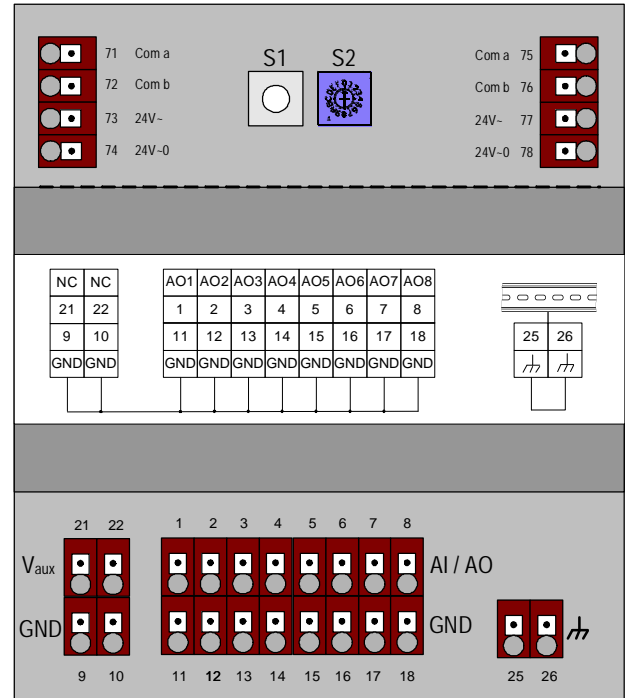 71 Com a S1 S2 Com a 75
72 Com b Com b 76
73 24V~ 24V~ 77
74 24V~0 24V~0 78
NC NC AO1 AO2 AO3 AO4 AO5 AO6 AO7 AO8
21 22 1 2 3 4 5 6 7 8
9 10 11 12 13 14 15 16 17 18 25 26
GND GND GND GND GND GND GND GND GND GND
21 22 1 2 3 4 5 6 7 8
Vaux AI / AO
GND GND
9 10 11 12 13 14 15 16 17 18 25 26